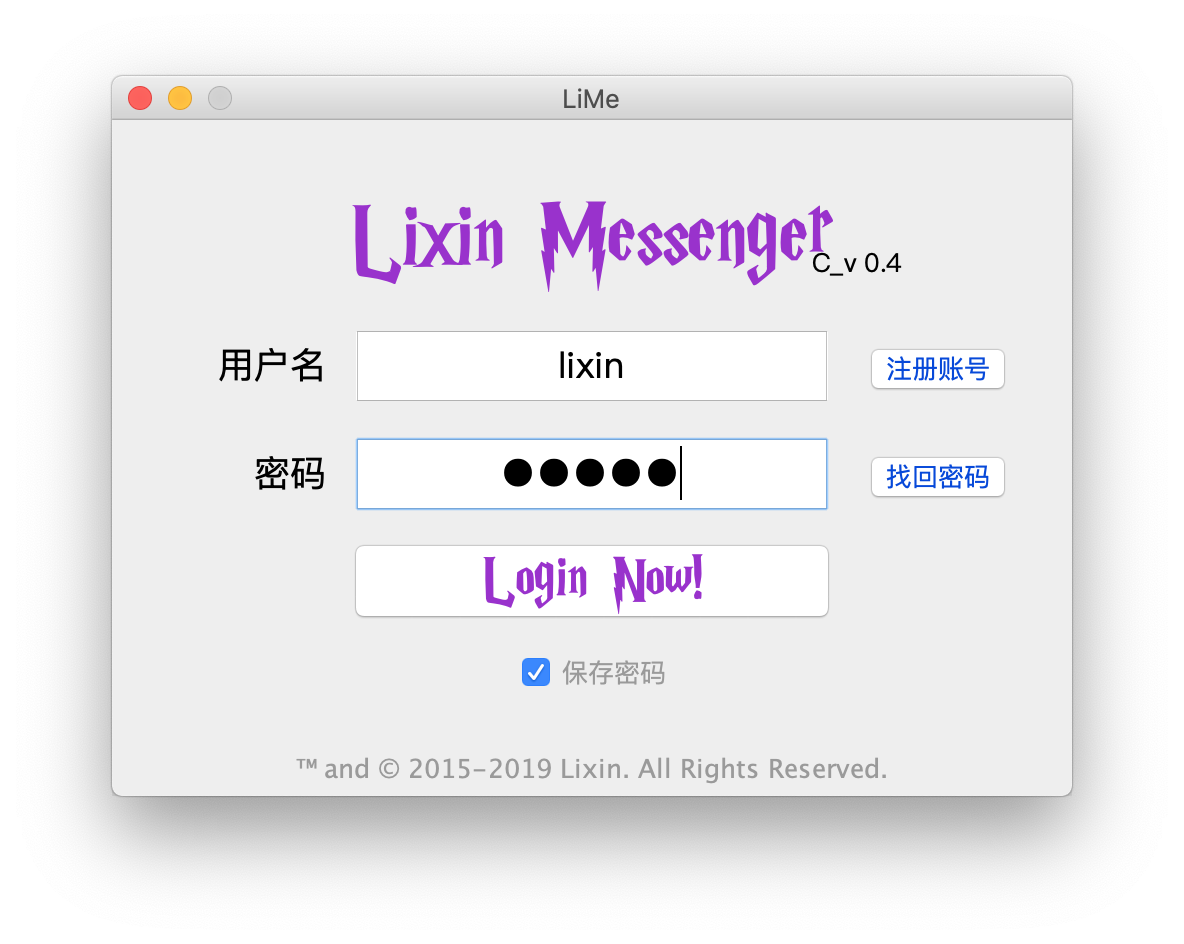 LiMe
Lixin Messenger
C_v 0.4
用户名 lixin 注册账号
密码 ●●●●● 找回密码
Login Now!
保存密码
™ and © 2015-2019 Lixin. All Rights Reserved.